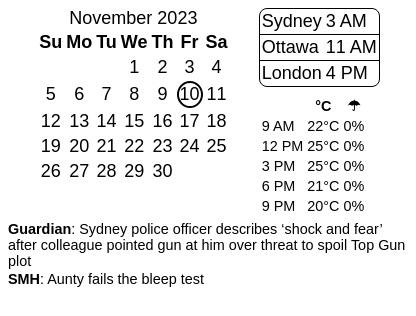 November 2023
Su Mo Tu We Th Fr Sa
1 2 3 4
5 6 7 8 9 10 11
12 13 14 15 16 17 18
19 20 21 22 23 24 25
26 27 28 29 30
Sydney 3 AM
Ottawa 11 AM
London 4 PM
°C ☂
9 AM 22°C 0%
12 PM 25°C 0%
3 PM 25°C 0%
6 PM 21°C 0%
9 PM 20°C 0%
Guardian: Sydney police officer describes ‘shock and fear’
after colleague pointed gun at him over threat to spoil Top Gun
plot
SMH: Aunty fails the bleep test